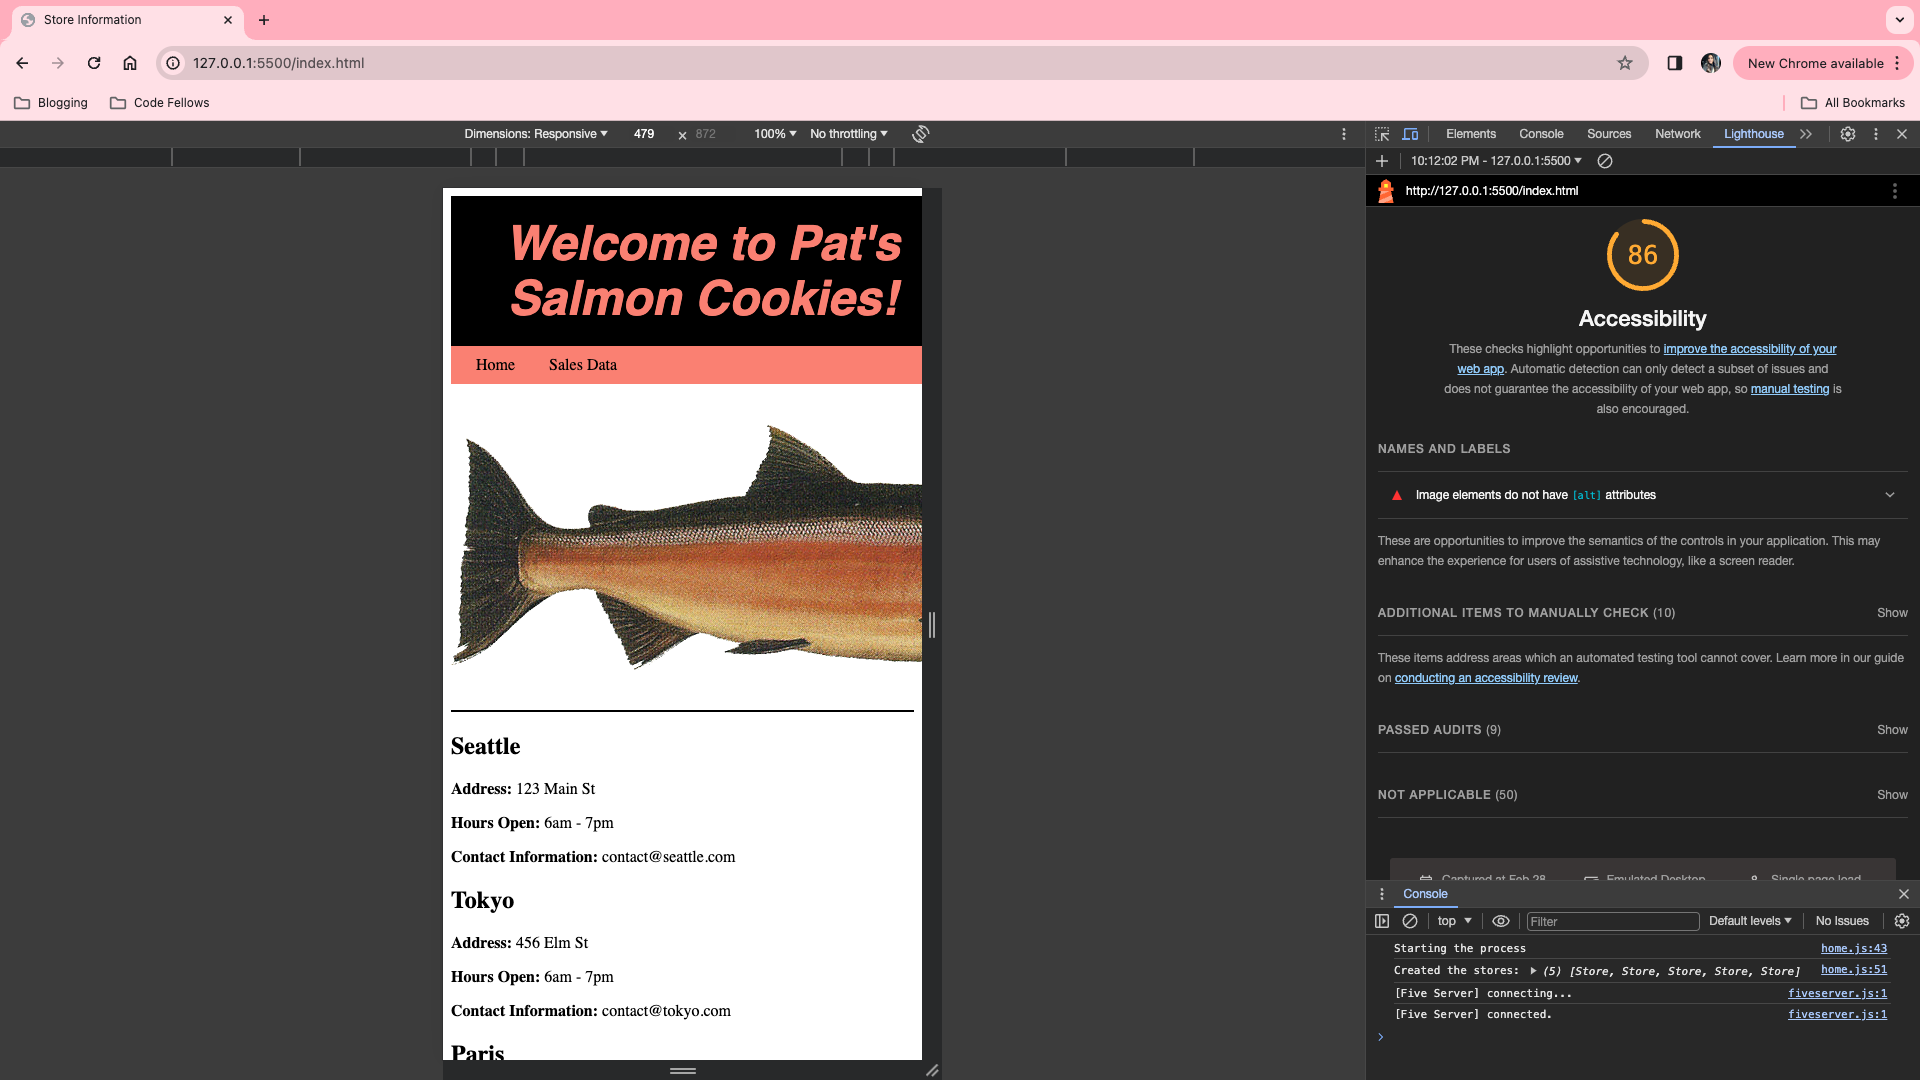 Store Information
127.0.0.1:5500/index.html
New Chrome available
Blogging
Code Fellows
All Bookmarks
Dimensions: Responsive
479
×
872
100%
No throttling
Elements
Console
Sources
Network
Lighthouse
10:12:02 PM - 127.0.0.1:5500
http://127.0.0.1:5500/index.html
Welcome to Pat's
Salmon Cookies!
Home
Sales Data
Seattle
Address: 123 Main St
Hours Open: 6am - 7pm
Contact Information: contact@seattle.com
Tokyo
Address: 456 Elm St
Hours Open: 6am - 7pm
Contact Information: contact@tokyo.com
Paris
86
Accessibility
These checks highlight opportunities to improve the accessibility of your
web app. Automatic detection can only detect a subset of issues and
does not guarantee the accessibility of your web app, so manual testing is
also encouraged.
NAMES AND LABELS
Image elements do not have [alt] attributes
These are opportunities to improve the semantics of the controls in your application. This may
enhance the experience for users of assistive technology, like a screen reader.
ADDITIONAL ITEMS TO MANUALLY CHECK (10)
Show
These items address areas which an automated testing tool cannot cover. Learn more in our guide
on conducting an accessibility review.
PASSED AUDITS (9)
Show
NOT APPLICABLE (50)
Show
Captured at Feb 28
Emulated Desktop
Single page load
Console
top
Filter
Default levels
No Issues
Starting the process
home.js:43
Created the stores: (5) [Store, Store, Store, Store, Store]
home.js:51
[Five Server] connecting...
fiveserver.js:1
[Five Server] connected.
fiveserver.js:1